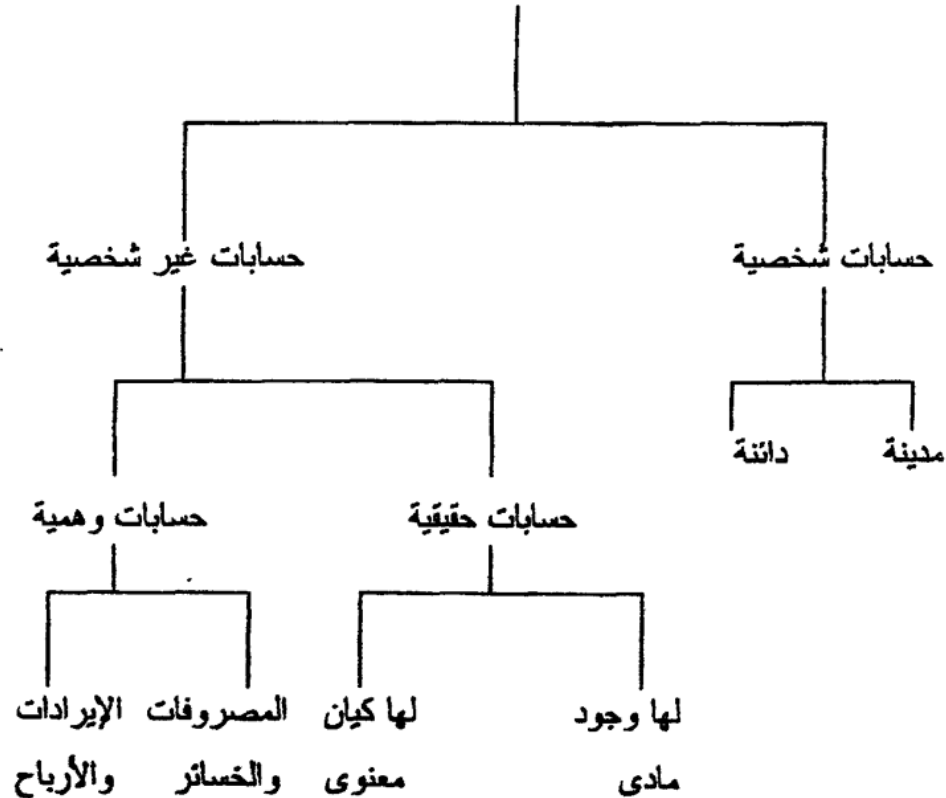 حسابات شخصية
حسابات غير شخصية
مدينة
دائنة
حسابات حقيقية
حسابات وهمية
لها وجود
مادى
لها كيان
معنوى
المصروفات
والخسائر
الإيرادات
والأرباح